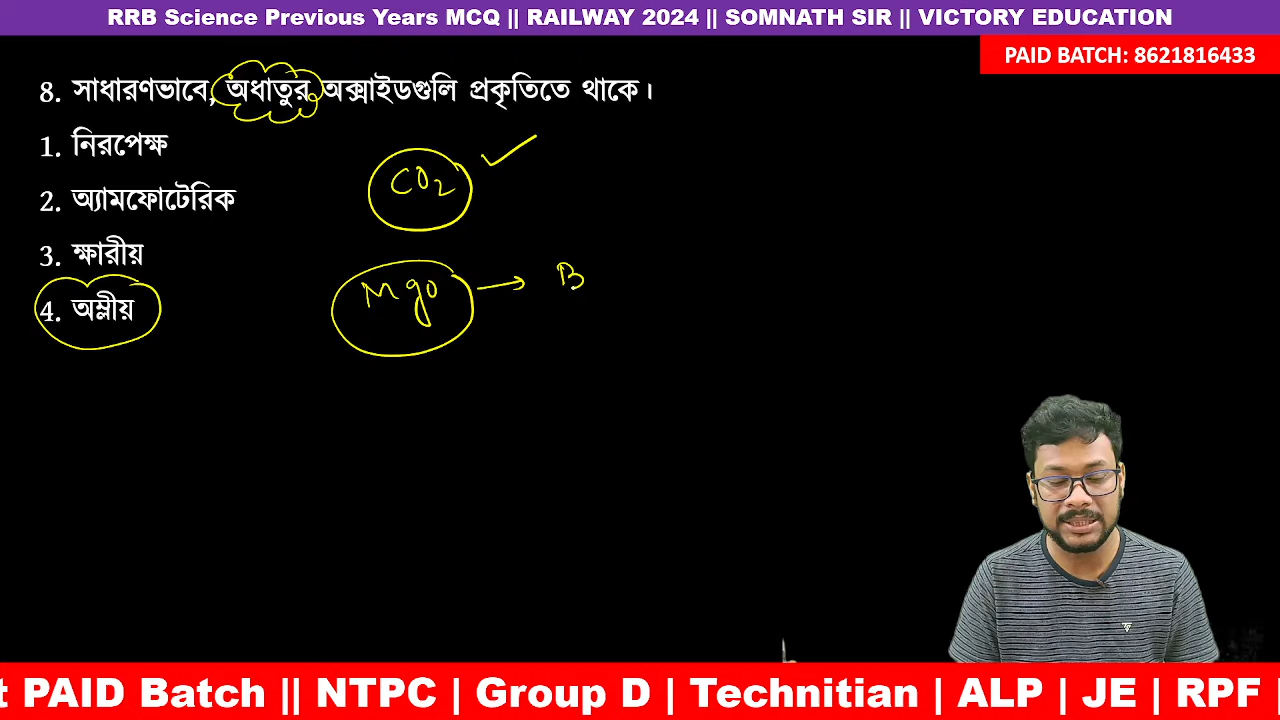 RRB Science Previous Years MCQ || RAILWAY 2024 || SOMNATH SIR || VICTORY EDUCATION
PAID BATCH: 8621816433
8. সাধারণভাবে, অধাতুর অক্সাইডগুলি প্রকৃতিতে থাকে।
1. নিরপেক্ষ
CO2
2. অ্যামফোটেরিক
3. ক্ষারীয়
MgO → B
4. অম্লীয়
t PAID Batch || NTPC | Group D | Technitian | ALP | JE | RPF |